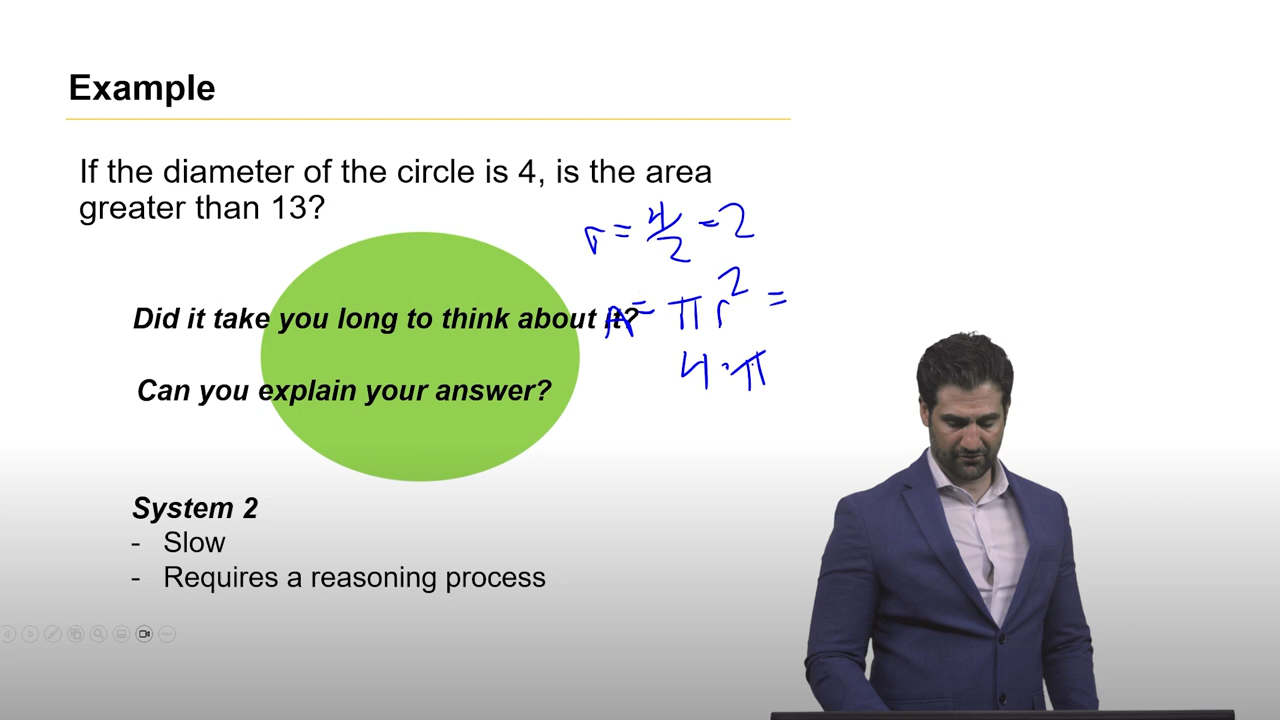 Example
If the diameter of the circle is 4, is the area
greater than 13?
r = 4/2 = 2
Did it take you long to think about it?
A = πr² =
4·π
Can you explain your answer?
System 2
- Slow
- Requires a reasoning process